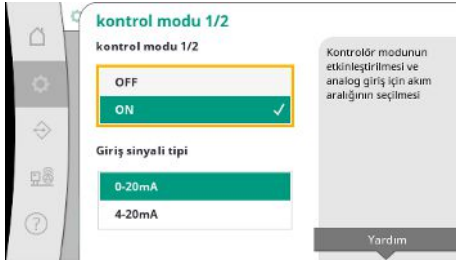 kontrol modu 1/2
kontrol modu 1/2
OFF
ON
Giriş sinyali tipi
0-20mA
4-20mA
Kontrolör modunun
etkinleştirilmesi ve
analog giriş için akım
aralığının seçilmesi
Yardım